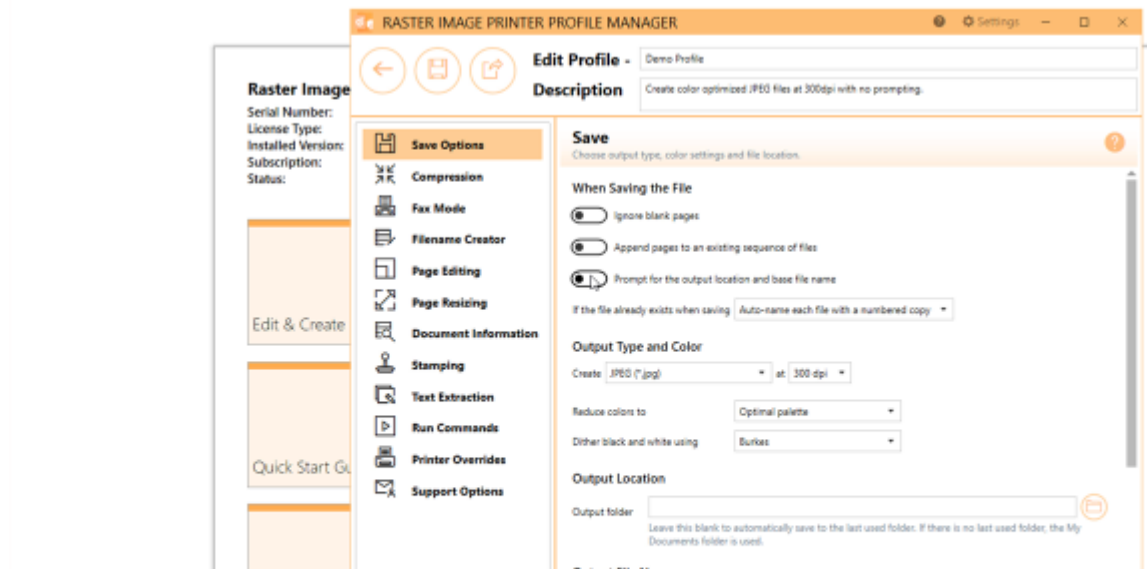 RASTER IMAGE PRINTER PROFILE MANAGER
Settings
Edit Profile - Demo Profile
Description Create color optimized JPEG files at 300dpi with no prompting.
Raster Image
Serial Number:
License Type:
Installed Version:
Subscription:
Status:
Edit & Create
Quick Start Gu
Save Options
Compression
Fax Mode
Filename Creator
Page Editing
Page Resizing
Document Information
Stamping
Text Extraction
Run Commands
Printer Overrides
Support Options
Save
Choose output type, color settings and file location.
When Saving the File
Ignore blank pages
Append pages to an existing sequence of files
Prompt for the output location and base file name
If the file already exists when saving Auto-name each file with a numbered copy
Output Type and Color
Create JPEG (*.jpg) at 300 dpi
Reduce colors to Optimal palette
Dither black and white using Burkes
Output Location
Output folder
Leave this blank to automatically save to the last used folder. If there is no last used folder, the My
Documents folder is used.